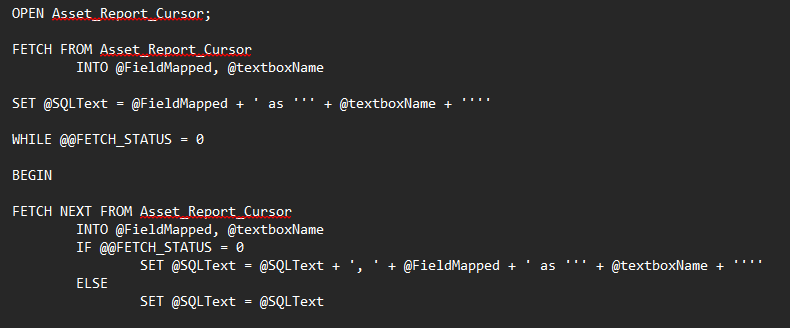 OPEN Asset_Report_Cursor;
FETCH FROM Asset_Report_Cursor
INTO @FieldMapped, @textboxName
SET @SQLText = @FieldMapped + ' as ''' + @textboxName + ''''
WHILE @@FETCH_STATUS = 0
BEGIN
FETCH NEXT FROM Asset_Report_Cursor
INTO @FieldMapped, @textboxName
IF @@FETCH_STATUS = 0
SET @SQLText = @SQLText + ', ' + @FieldMapped + ' as ''' + @textboxName + ''''
ELSE
SET @SQLText = @SQLText